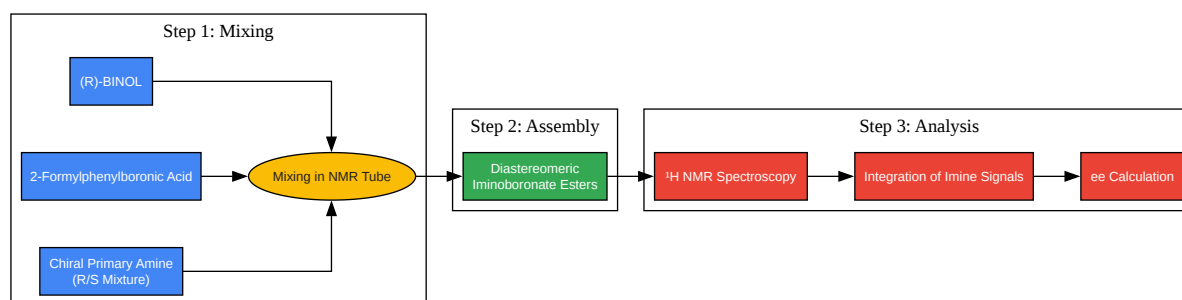 Step 1: Mixing
(R)-BINOL
2-Formylphenylboronic Acid
Mixing in NMR Tube
Chiral Primary Amine
(R/S Mixture)
Step 2: Assembly
Diastereomeric
Iminoboronate Esters
Step 3: Analysis
¹H NMR Spectroscopy
Integration of Imine Signals
ee Calculation